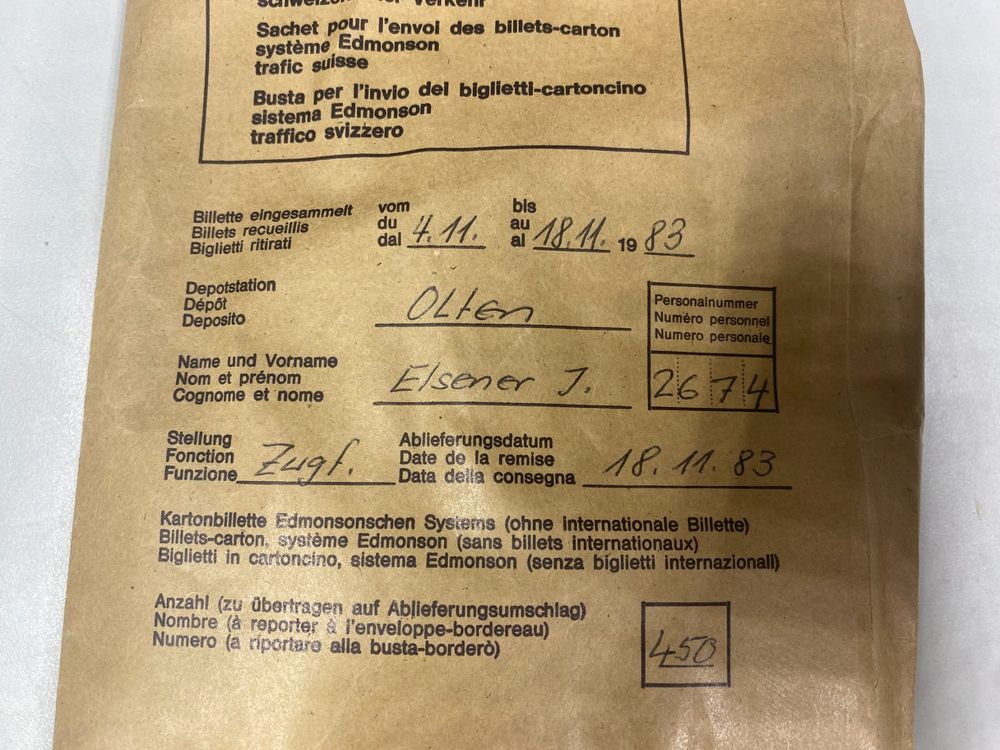 schweizerischer Verkehr
Sachet pour l'envoi des billets-carton
système Edmonson
trafic suisse
Busta per l'invio dei biglietti-cartoncino
sistema Edmonson
traffico svizzero
Billette eingesammelt vom 4.11. bis 18.11. 1983
Billets recueillis du au
Biglietti ritirati dal al
Depotstation
Dépôt Olten
Deposito
Personalnummer
Numéro personnel
Numero personale
2674
Name und Vorname
Nom et prénom Elsener J.
Cognome et nome
Stellung
Fonction Zugf.
Funzione
Ablieferungsdatum
Date de la remise 18.11.83
Data della consegna
Kartonbillette Edmonsonschen Systems (ohne internationale Billette)
Billets-carton, système Edmonson (sans billets internationaux)
Biglietti in cartoncino, sistema Edmonson (senza biglietti internazionali)
Anzahl (zu übertragen auf Ablieferungsumschlag)
Nombre (à reporter à l'enveloppe-bordereau)
Numero (a riportare alla busta-borderò)
450